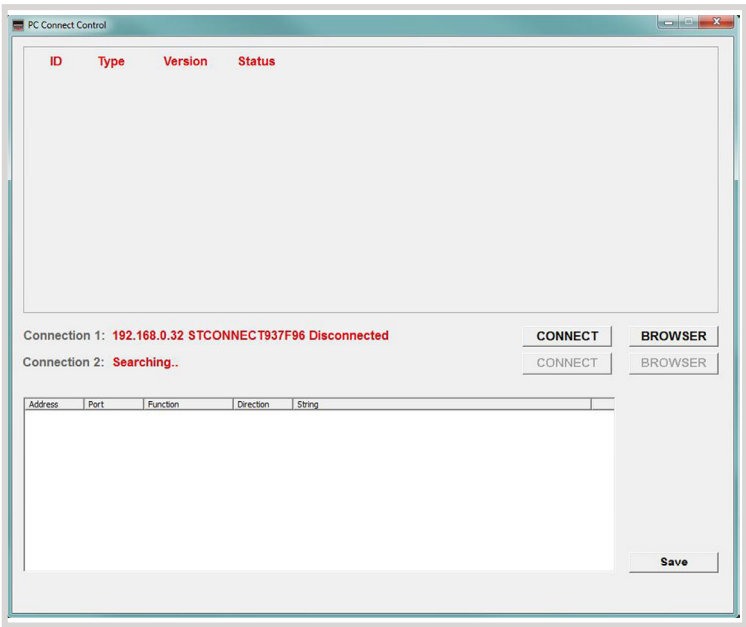 PC Connect Control
ID Type Version Status
Connection 1: 192.168.0.32 STCONNECT937F96 Disconnected CONNECT BROWSER
Connection 2: Searching.. CONNECT BROWSER
Address Port Function Direction String
Save